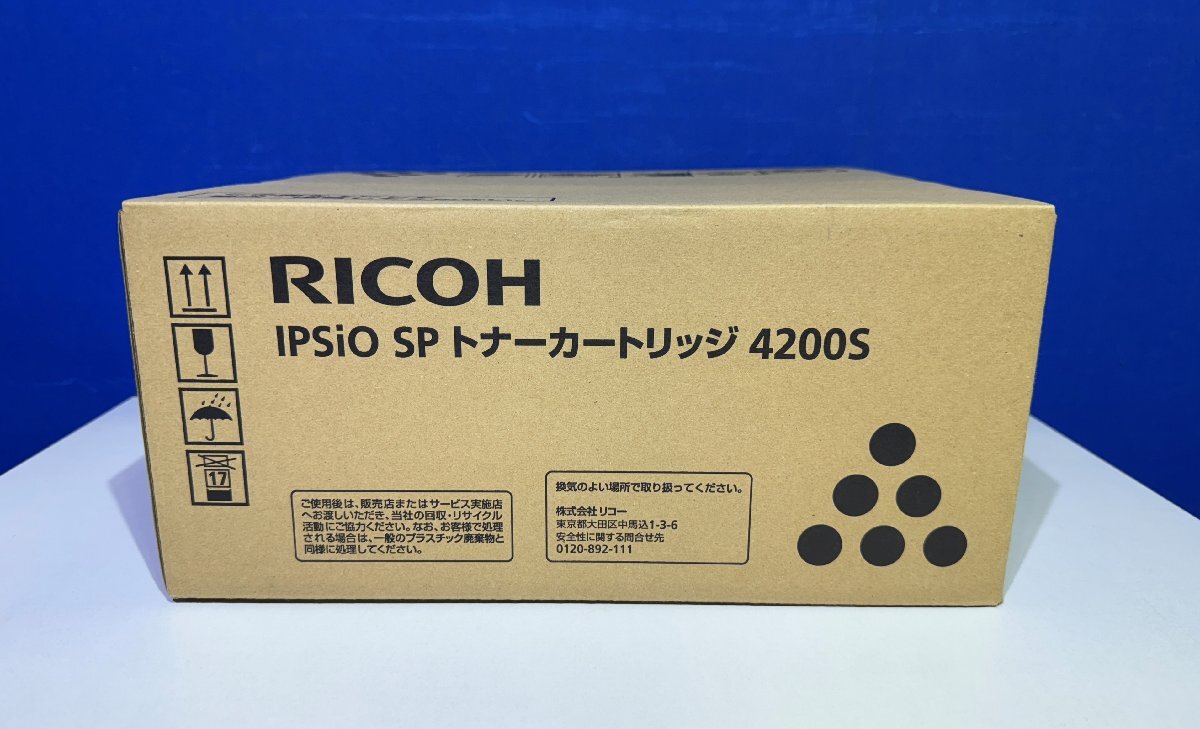 RICOH
IPSiO SP トナーカートリッジ 4200S
17
ご使用後は、販売店またはサービス実施店
へお渡しいただき、当社の回収・リサイクル
活動にご協力ください。なお、お客様で処理
される場合は、一般のプラスチック廃棄物と
同様に処理してください。
換気のよい場所で取り扱ってください。
株式会社 リコー
東京都大田区中馬込1-3-6
安全性に関する問合せ先
0120-892-111